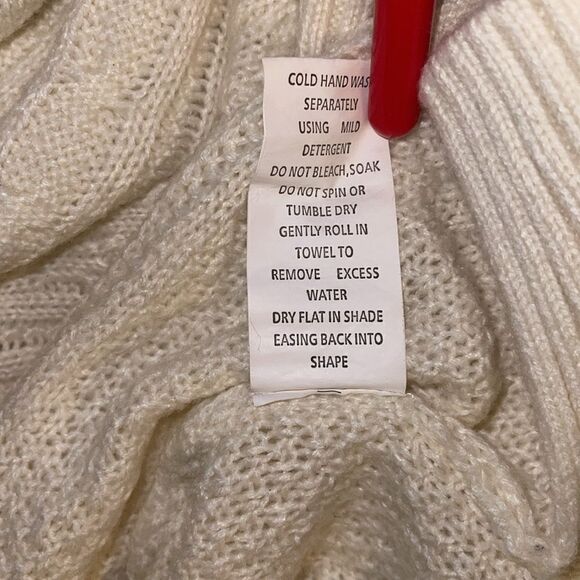 COLD HAND WAS
SEPARATELY
USING MILD
DETERGENT
DO NOT BLEACH,SOAK
DO NOT SPIN OR
TUMBLE DRY
GENTLY ROLL IN
TOWEL TO
REMOVE EXCESS
WATER
DRY FLAT IN SHADE
EASING BACK INTO
SHAPE